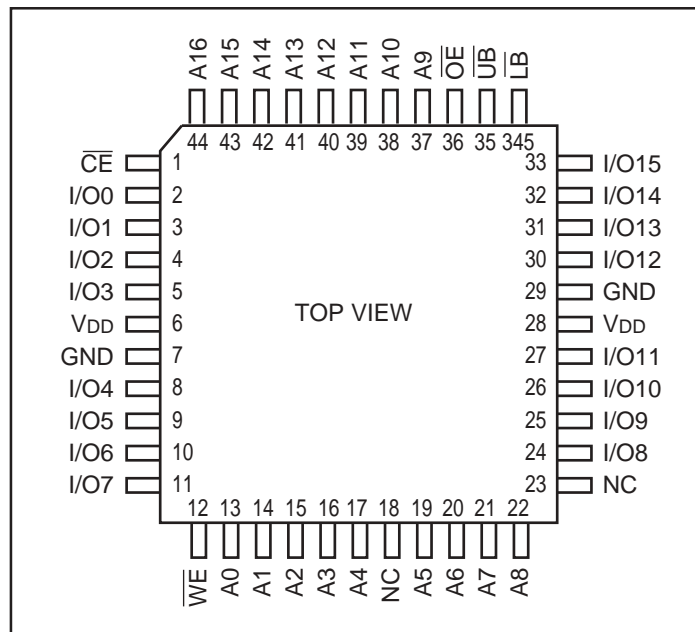 A16 A15 A14 A13 A12 A11 A10 A9 OE UB LB
44 43 42 41 40 39 38 37 36 35 345
CE 1 33 I/O15
I/O0 2 32 I/O14
I/O1 3 31 I/O13
I/O2 4 30 I/O12
I/O3 5 29 GND
VDD 6 TOP VIEW 28 VDD
GND 7 27 I/O11
I/O4 8 26 I/O10
I/O5 9 25 I/O9
I/O6 10 24 I/O8
I/O7 11 23 NC
12 13 14 15 16 17 18 19 20 21 22
WE A0 A1 A2 A3 A4 NC A5 A6 A7 A8